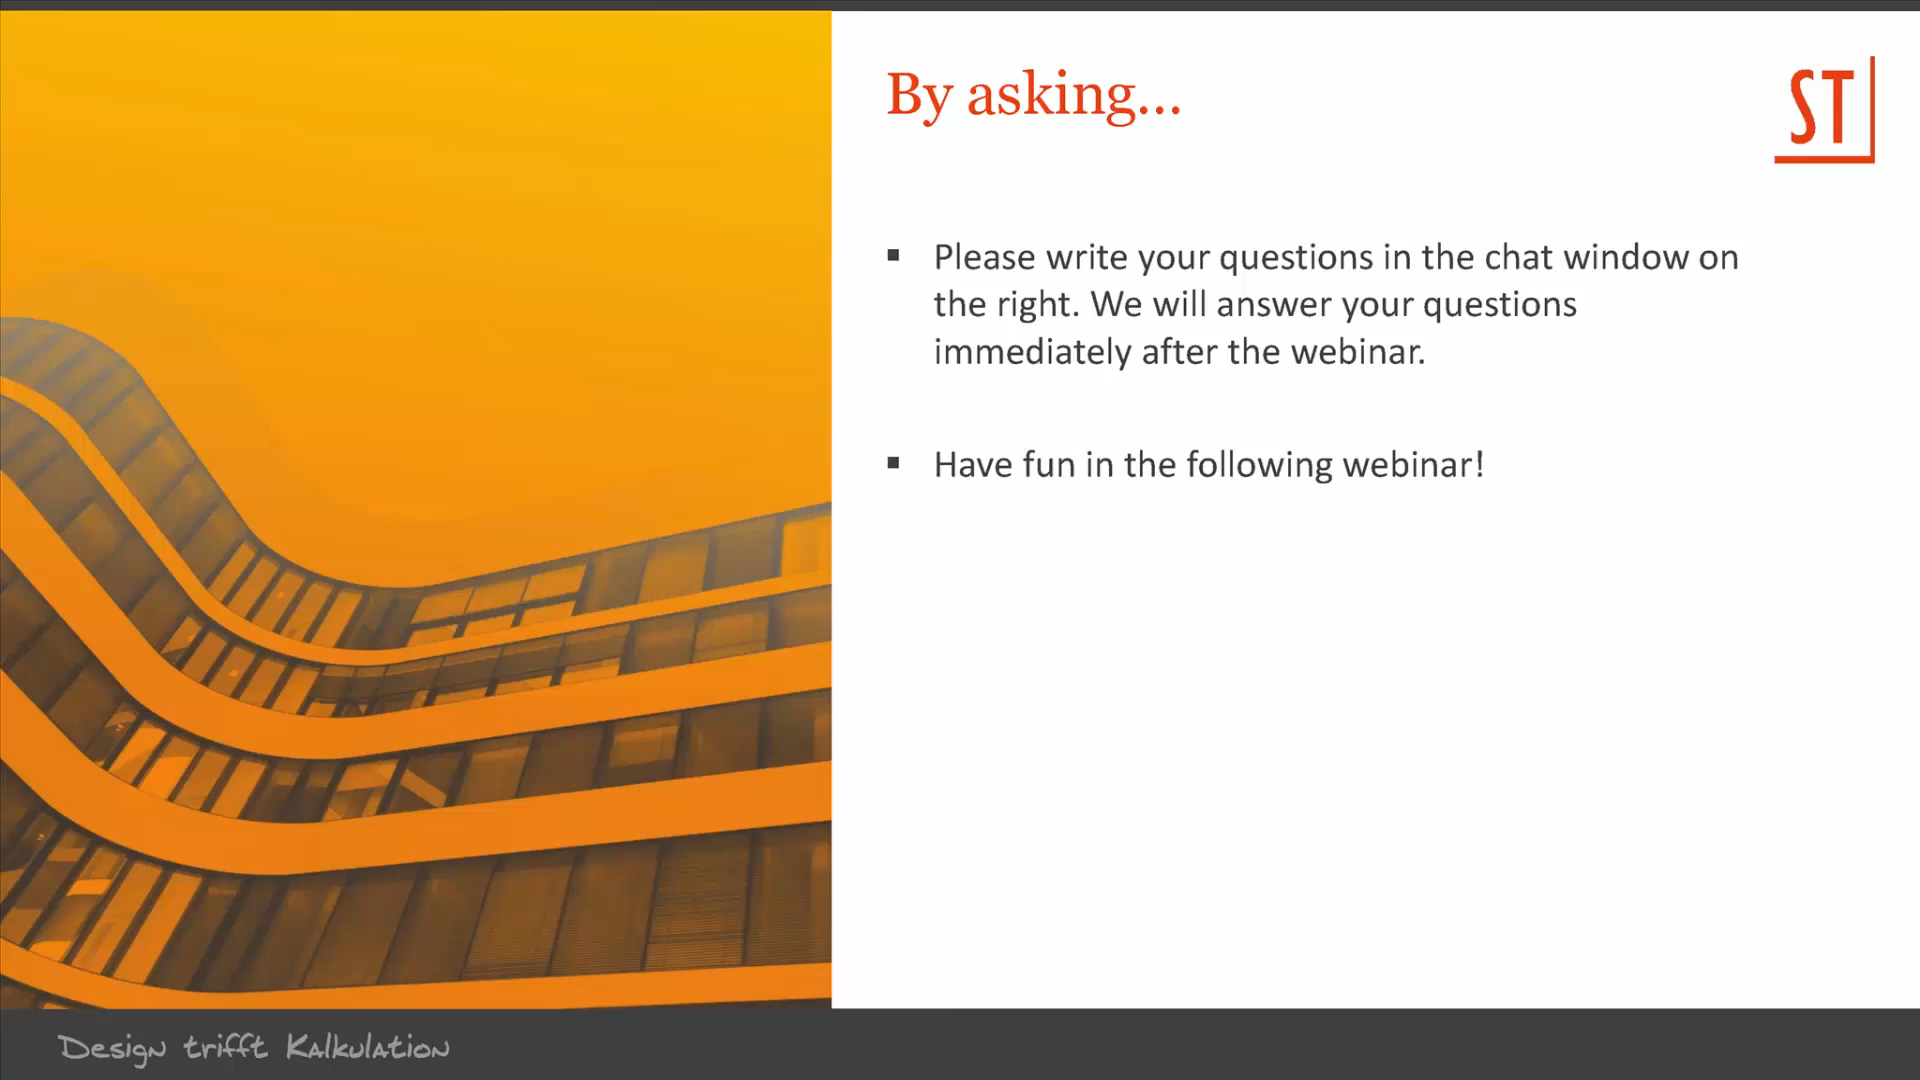 By asking...
ST
▪ Please write your questions in the chat window on
the right. We will answer your questions
immediately after the webinar.
▪ Have fun in the following webinar!
Design trifft Kalkulation